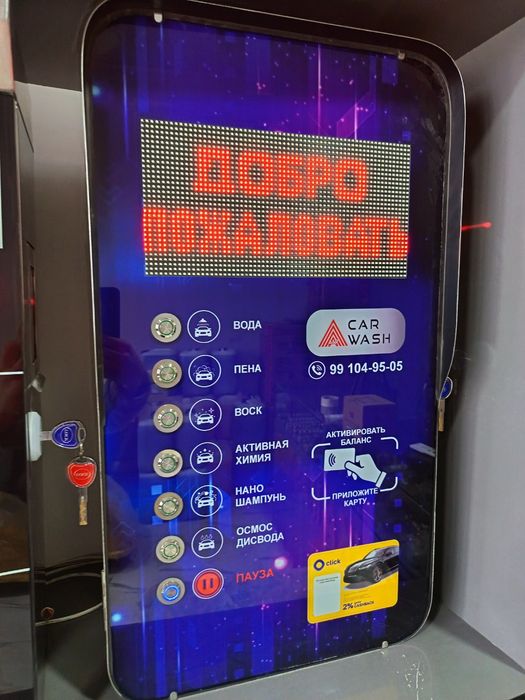 ДОБРО
ПОЖАЛОВАТЬ
ВОДА
CAR
WASH
99 104-95-05
ПЕНА
ВОСК
АКТИВНАЯ
ХИМИЯ
АКТИВИРОВАТЬ
БАЛАНС
НАНО
ШАМПУНЬ
ПРИЛОЖИТЕ
КАРТУ
ОСМОС
ДИСВОДА
ПАУЗА
click
2%
CASHBACK